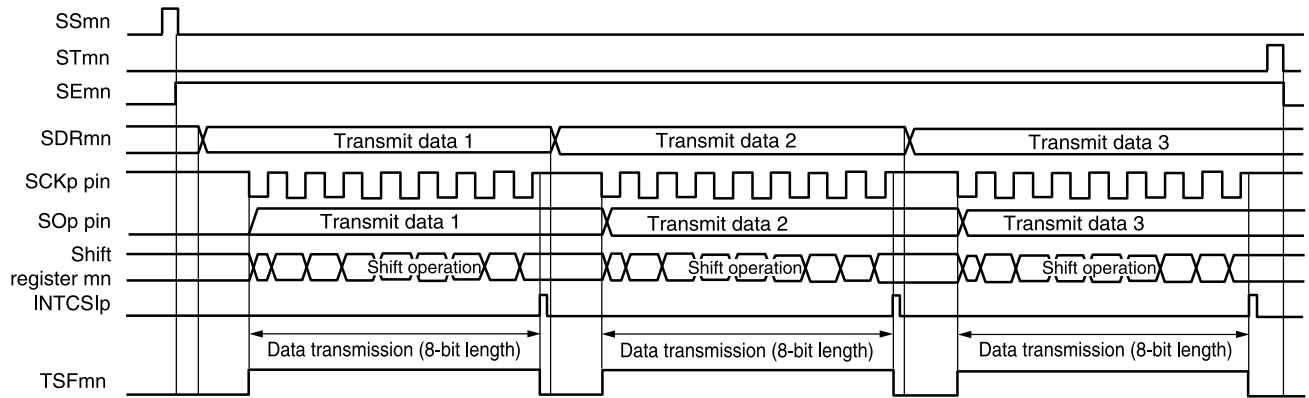 SSmn
STmn
SEmn
SDRmn Transmit data 1 Transmit data 2 Transmit data 3
SCKp pin
SOp pin Transmit data 1 Transmit data 2 Transmit data 3
Shift
register mn Shift operation Shift operation Shift operation
INTCSIp
Data transmission (8-bit length) Data transmission (8-bit length) Data transmission (8-bit length)
TSFmn